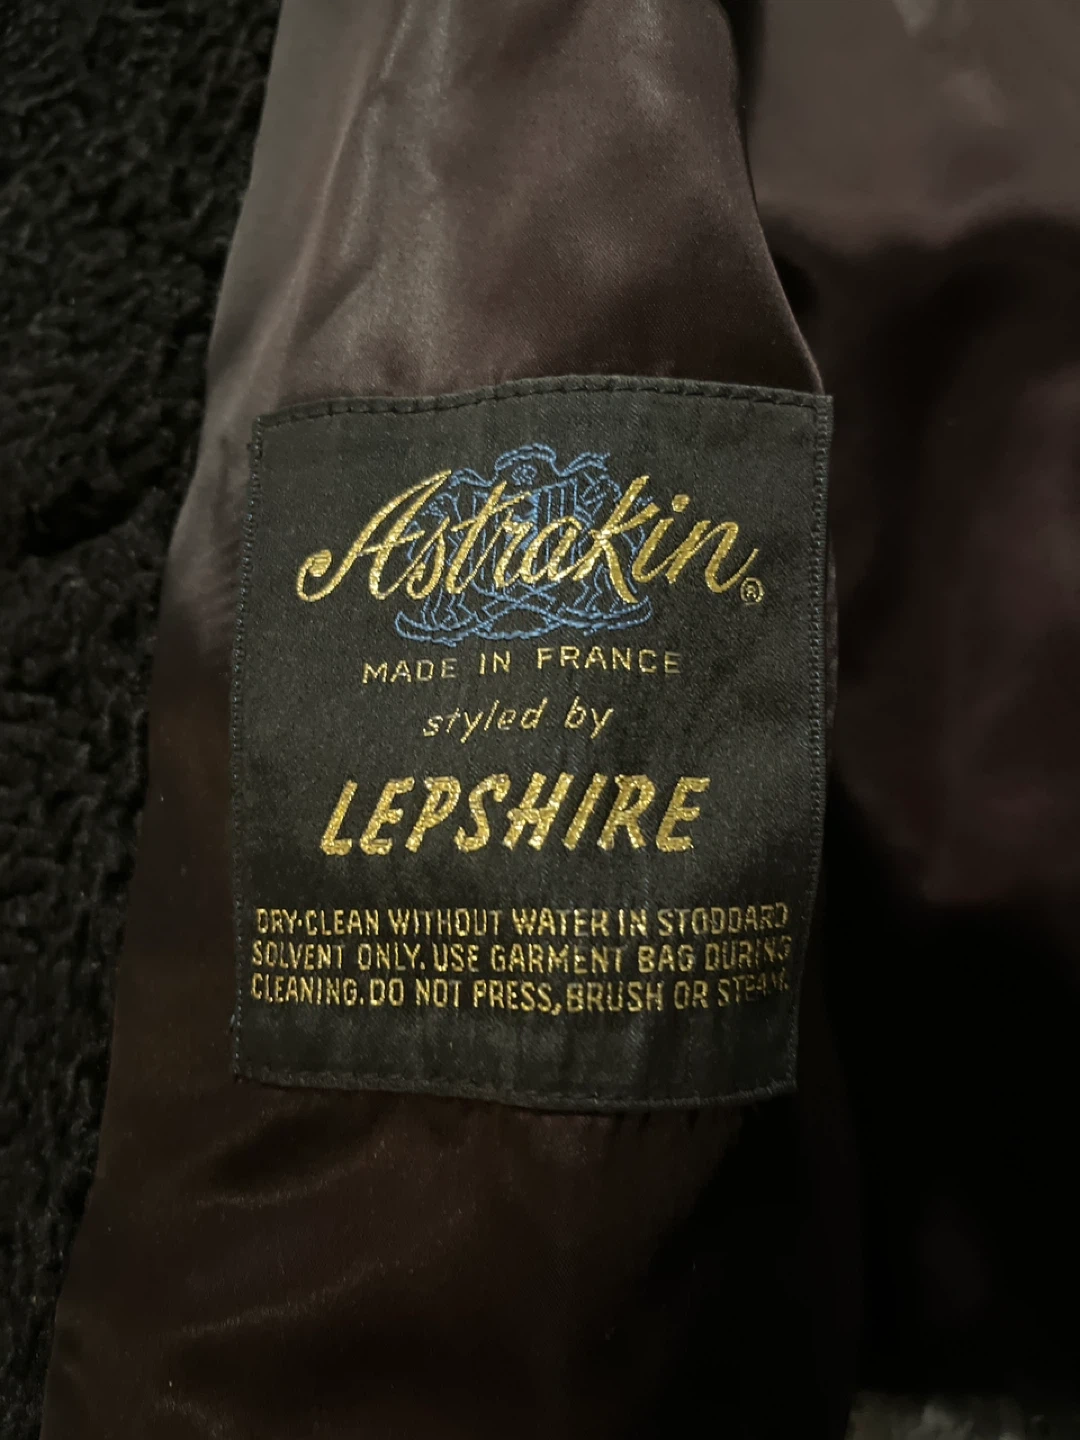 Astrakin®
MADE IN FRANCE
styled by
LEPSHIRE
DRY-CLEAN WITHOUT WATER IN STODDARD
SOLVENT ONLY. USE GARMENT BAG DURING
CLEANING. DO NOT PRESS, BRUSH OR STEAM.